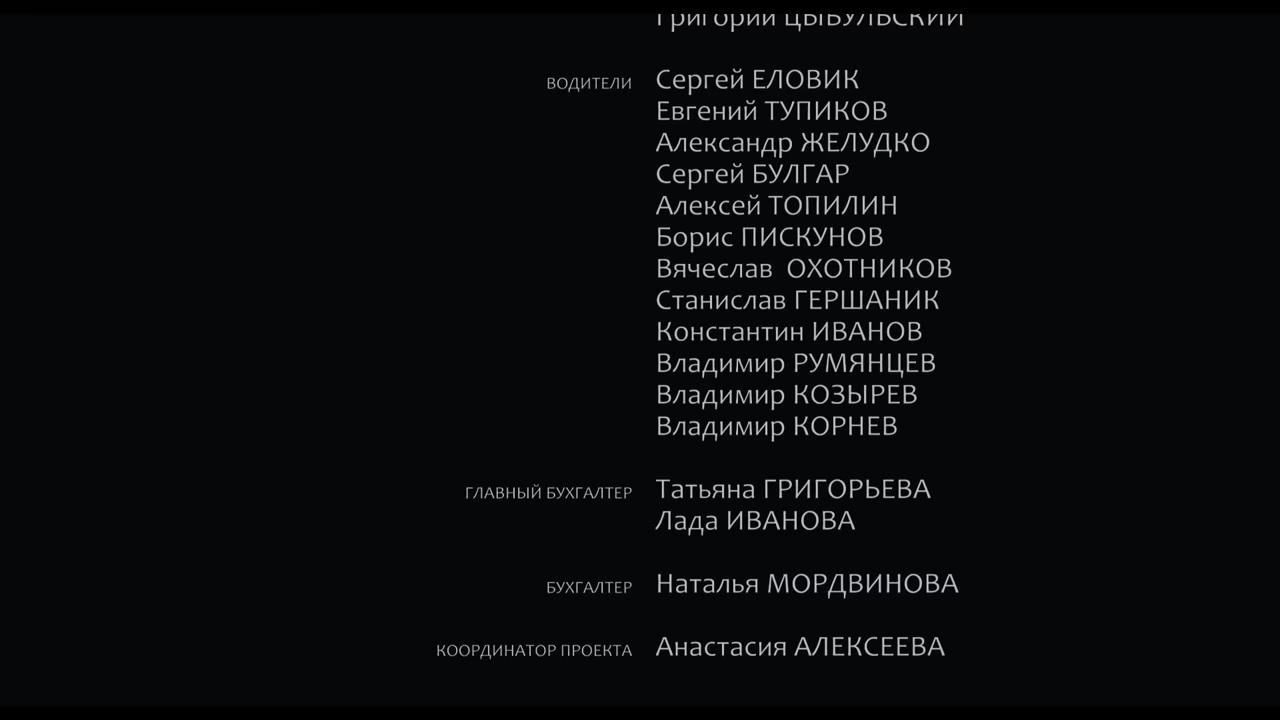 Григорий ЦЫБУЛЬСКИЙ
ВОДИТЕЛИ Сергей ЕЛОВИК
Евгений ТУПИКОВ
Александр ЖЕЛУДКО
Сергей БУЛГАР
Алексей ТОПИЛИН
Борис ПИСКУНОВ
Вячеслав ОХОТНИКОВ
Станислав ГЕРШАНИК
Константин ИВАНОВ
Владимир РУМЯНЦЕВ
Владимир КОЗЫРЕВ
Владимир КОРНЕВ
ГЛАВНЫЙ БУХГАЛТЕР Татьяна ГРИГОРЬЕВА
Лада ИВАНОВА
БУХГАЛТЕР Наталья МОРДВИНОВА
КООРДИНАТОР ПРОЕКТА Анастасия АЛЕКСЕЕВА